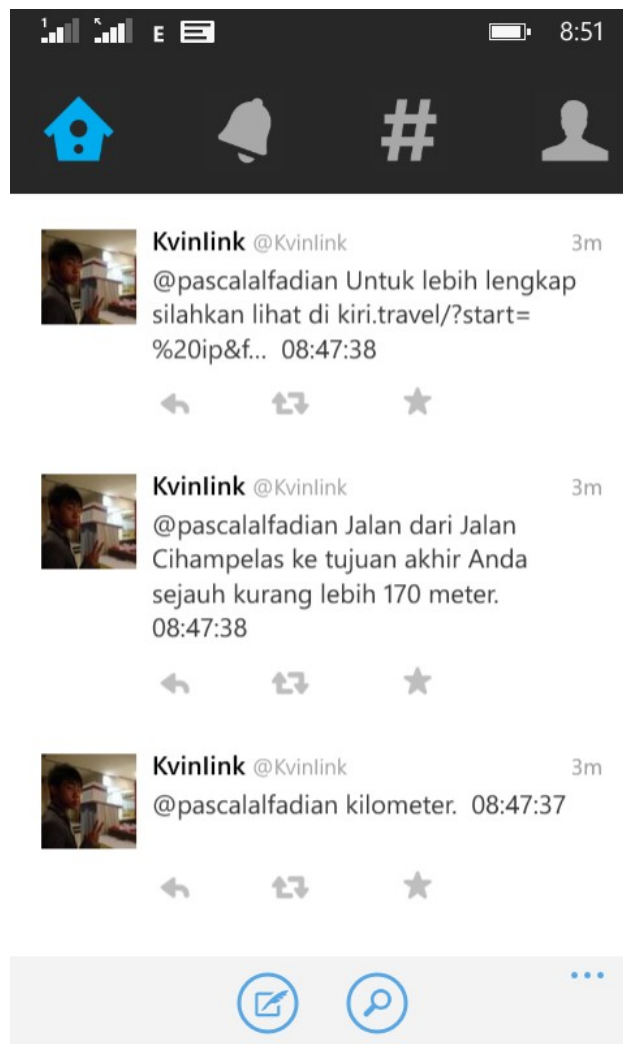 1
E
8:51
#
Kvinlink @Kvinlink 3m
@pascalalfadian Untuk lebih lengkap
silahkan lihat di kiri.travel/?start=
%20ip&f... 08:47:38
Kvinlink @Kvinlink 3m
@pascalalfadian Jalan dari Jalan
Cihampelas ke tujuan akhir Anda
sejauh kurang lebih 170 meter.
08:47:38
Kvinlink @Kvinlink 3m
@pascalalfadian kilometer. 08:47:37